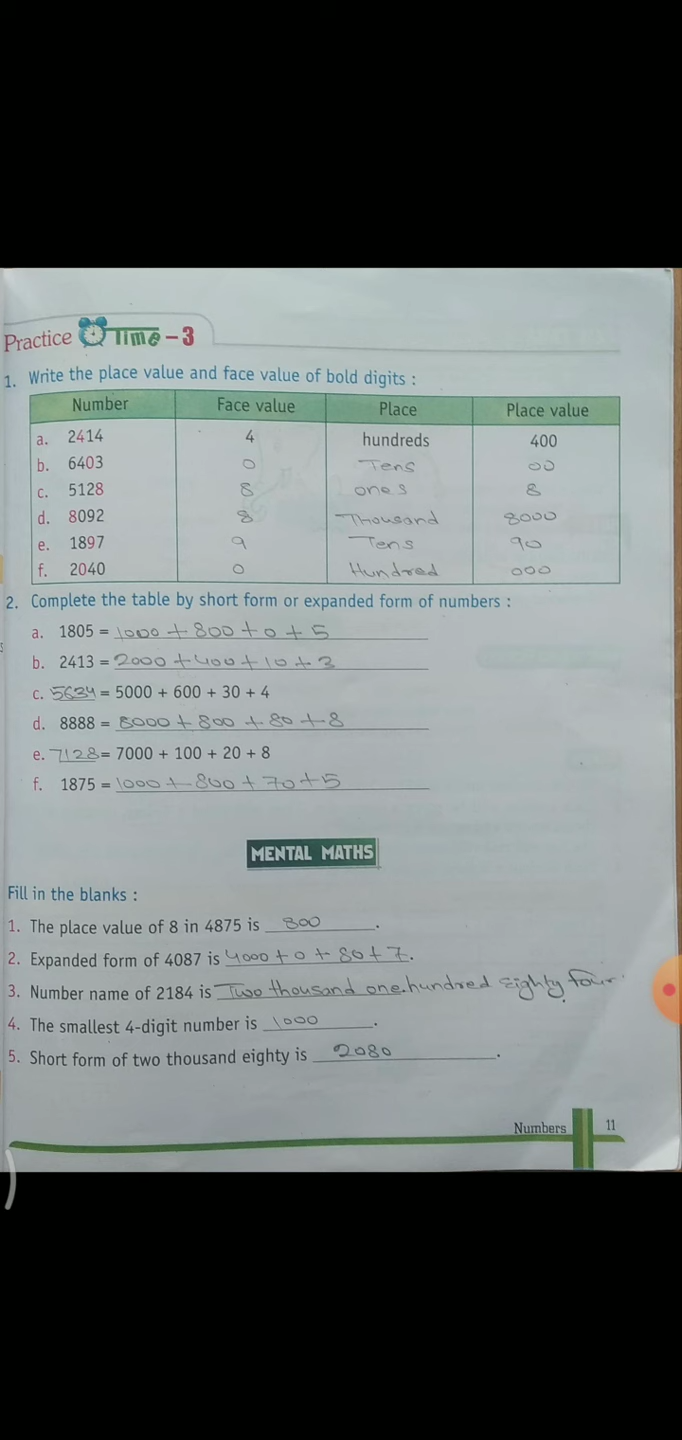 Practice Time - 3
1. Write the place value and face value of bold digits :
Number Face value Place Place value
a. 2414 4 hundreds 400
b. 6403 0 Tens 00
c. 5128 8 ones 8
d. 8092 8 Thousand 8000
e. 1897 9 Tens 90
f. 2040 0 Hundred 000
2. Complete the table by short form or expanded form of numbers :
a. 1805 = 1000 + 800 + 0 + 5
b. 2413 = 2000 + 400 + 10 + 3
c. 5634 = 5000 + 600 + 30 + 4
d. 8888 = 8000 + 800 + 80 + 8
e. 7128 = 7000 + 100 + 20 + 8
f. 1875 = 1000 + 800 + 70 + 5
MENTAL MATHS
Fill in the blanks :
1. The place value of 8 in 4875 is 800.
2. Expanded form of 4087 is 4000 + 0 + 80 + 7.
3. Number name of 2184 is Two thousand one hundred Eighty four.
4. The smallest 4-digit number is 1000.
5. Short form of two thousand eighty is 2080.
Numbers 11